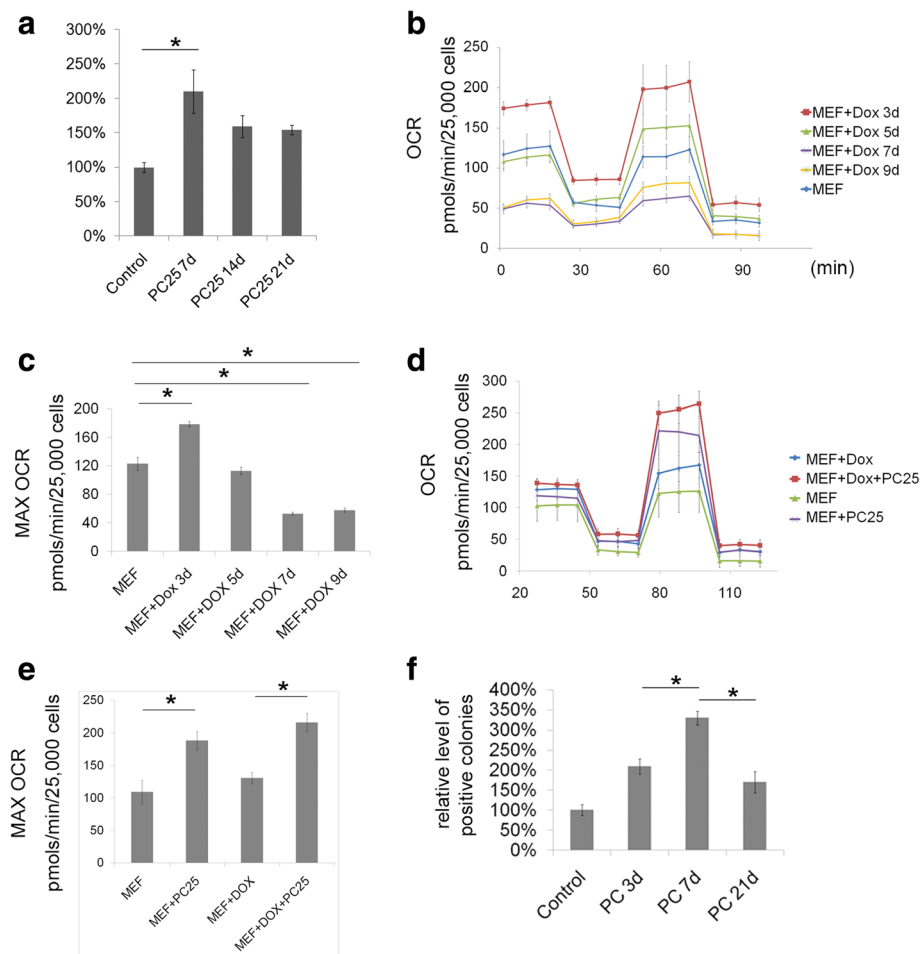 a
300%
250%
200%
150%
100%
50%
0%
*
Control
PC25 7d
PC25 14d
PC25 21d
b
OCR
pmols/min/25,000 cells
250
200
150
100
50
0
0 30 60 90 (min)
MEF+Dox 3d
MEF+Dox 5d
MEF+Dox 7d
MEF+Dox 9d
MEF
c
MAX OCR
pmols/min/25,000 cells
200
160
120
80
40
0
*
*
*
MEF
MEF+Dox 3d
MEF+DOX 5d
MEF+DOX 7d
MEF+DOX 9d
d
OCR
pmols/min/25,000 cells
300
250
200
150
100
50
0
20 50 80 110
MEF+Dox
MEF+Dox+PC25
MEF
MEF+PC25
e
MAX OCR
pmols/min/25,000 cells
250
200
150
100
50
0
*
*
MEF
MEF+PC25
MEF+DOX
MEF+DOX+PC25
f
relative level of
positive colonies
400%
350%
300%
250%
200%
150%
100%
50%
0%
*
*
Control
PC 3d
PC 7d
PC 21d